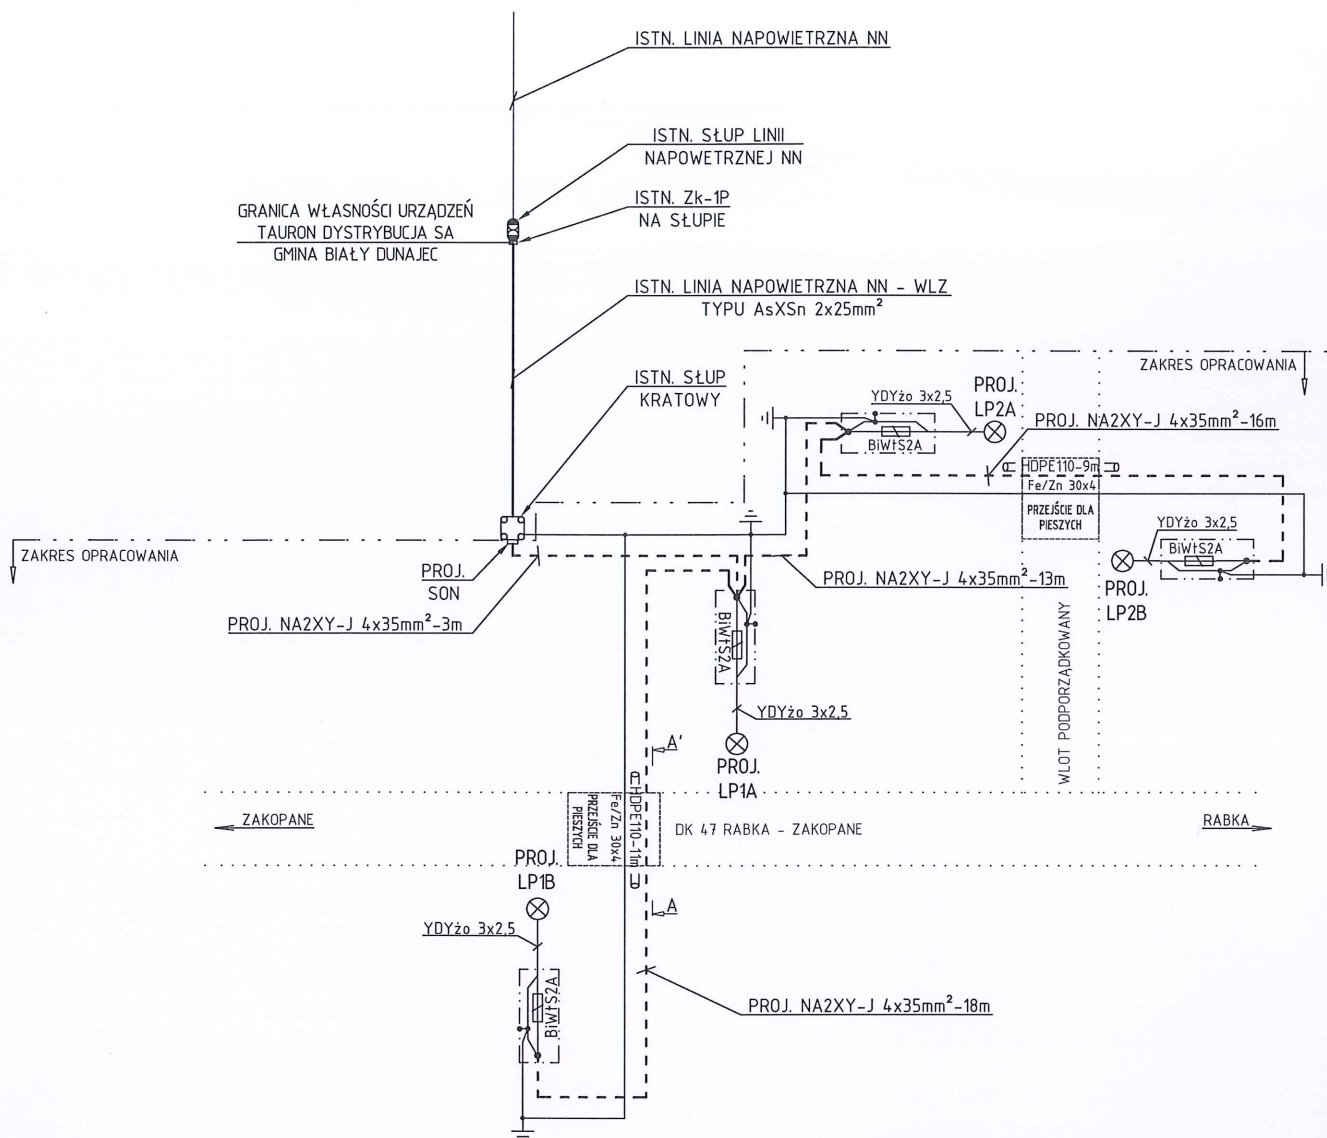 ISTN. LINIA NAPOWIETRZNA NN
ISTN. SŁUP LINII
NAPOWETRZNEJ NN
ISTN. Zk-1P
NA SŁUPIE
GRANICA WŁASNOŚCI URZĄDZEŃ
TAURON DYSTRYBUCJA SA
GMINA BIAŁY DUNAJEC
ISTN. LINIA NAPOWIETRZNA NN - WLZ
TYPU AsXSn 2x25mm²
ISTN. SŁUP
KRATOWY
ZAKRES OPRACOWANIA
PROJ.
LP2A
YDYżo 3x2,5
BiWtS2A
PROJ. NA2XY-J 4x35mm²-16m
HDPE110-9m
Fe/Zn 30x4
PRZEJŚCIE DLA
PIESZYCH
YDYżo 3x2,5
BiWtS2A
PROJ.
LP2B
ZAKRES OPRACOWANIA
PROJ.
SON
PROJ. NA2XY-J 4x35mm²-3m
PROJ. NA2XY-J 4x35mm²-13m
BiWtS2A
YDYżo 3x2,5
PROJ.
LP1A
WLOT PODPORZĄDKOWANY
A'
ZAKOPANE
PRZEJŚCIE DLA
PIESZYCH
Fe/Zn 30x4
HDPE110-11m
DK 47 RABKA - ZAKOPANE
RABKA
PROJ.
LP1B
A
YDYżo 3x2,5
BiWtS2A
PROJ. NA2XY-J 4x35mm²-18m